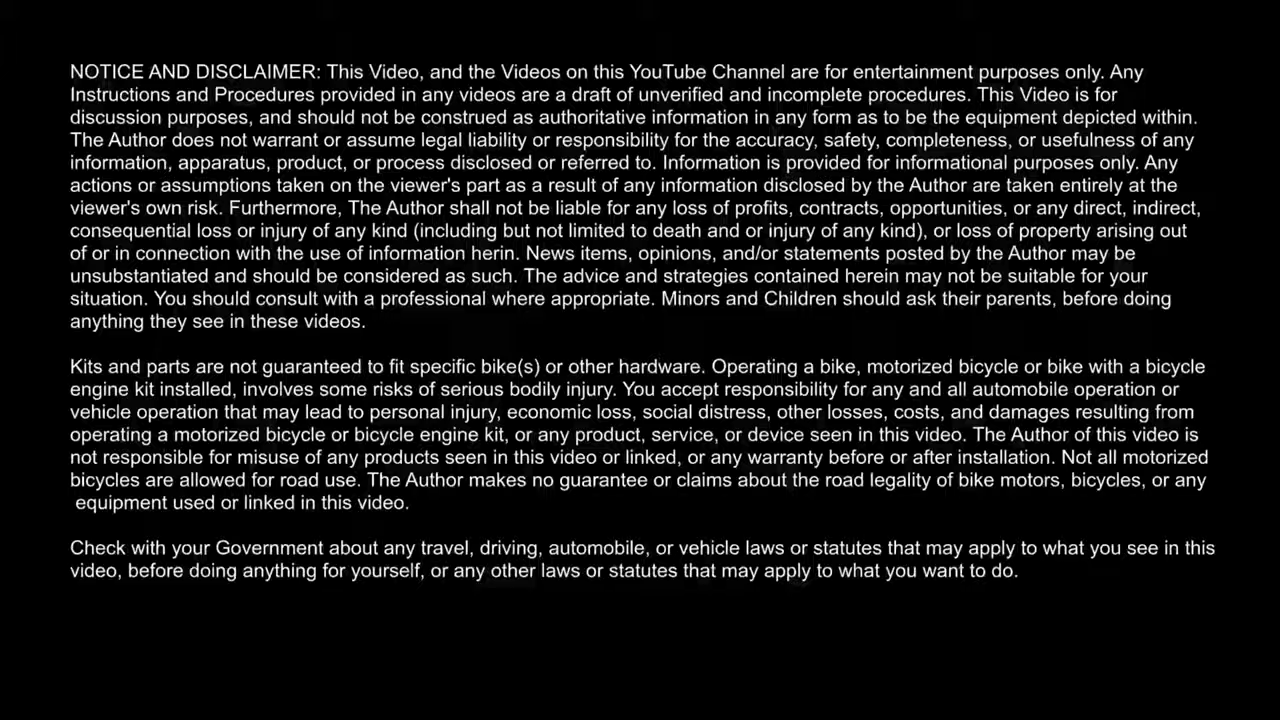 NOTICE AND DISCLAIMER: This Video, and the Videos on this YouTube Channel are for entertainment purposes only. Any
Instructions and Procedures provided in any videos are a draft of unverified and incomplete procedures. This Video is for
discussion purposes, and should not be construed as authoritative information in any form as to be the equipment depicted within.
The Author does not warrant or assume legal liability or responsibility for the accuracy, safety, completeness, or usefulness of any
information, apparatus, product, or process disclosed or referred to. Information is provided for informational purposes only. Any
actions or assumptions taken on the viewer's part as a result of any information disclosed by the Author are taken entirely at the
viewer's own risk. Furthermore, The Author shall not be liable for any loss of profits, contracts, opportunities, or any direct, indirect,
consequential loss or injury of any kind (including but not limited to death and or injury of any kind), or loss of property arising out
of or in connection with the use of information herin. News items, opinions, and/or statements posted by the Author may be
unsubstantiated and should be considered as such. The advice and strategies contained herein may not be suitable for your
situation. You should consult with a professional where appropriate. Minors and Children should ask their parents, before doing
anything they see in these videos.
Kits and parts are not guaranteed to fit specific bike(s) or other hardware. Operating a bike, motorized bicycle or bike with a bicycle
engine kit installed, involves some risks of serious bodily injury. You accept responsibility for any and all automobile operation or
vehicle operation that may lead to personal injury, economic loss, social distress, other losses, costs, and damages resulting from
operating a motorized bicycle or bicycle engine kit, or any product, service, or device seen in this video. The Author of this video is
not responsible for misuse of any products seen in this video or linked, or any warranty before or after installation. Not all motorized
bicycles are allowed for road use. The Author makes no guarantee or claims about the road legality of bike motors, bicycles, or any
equipment used or linked in this video.
Check with your Government about any travel, driving, automobile, or vehicle laws or statutes that may apply to what you see in this
video, before doing anything for yourself, or any other laws or statutes that may apply to what you want to do.